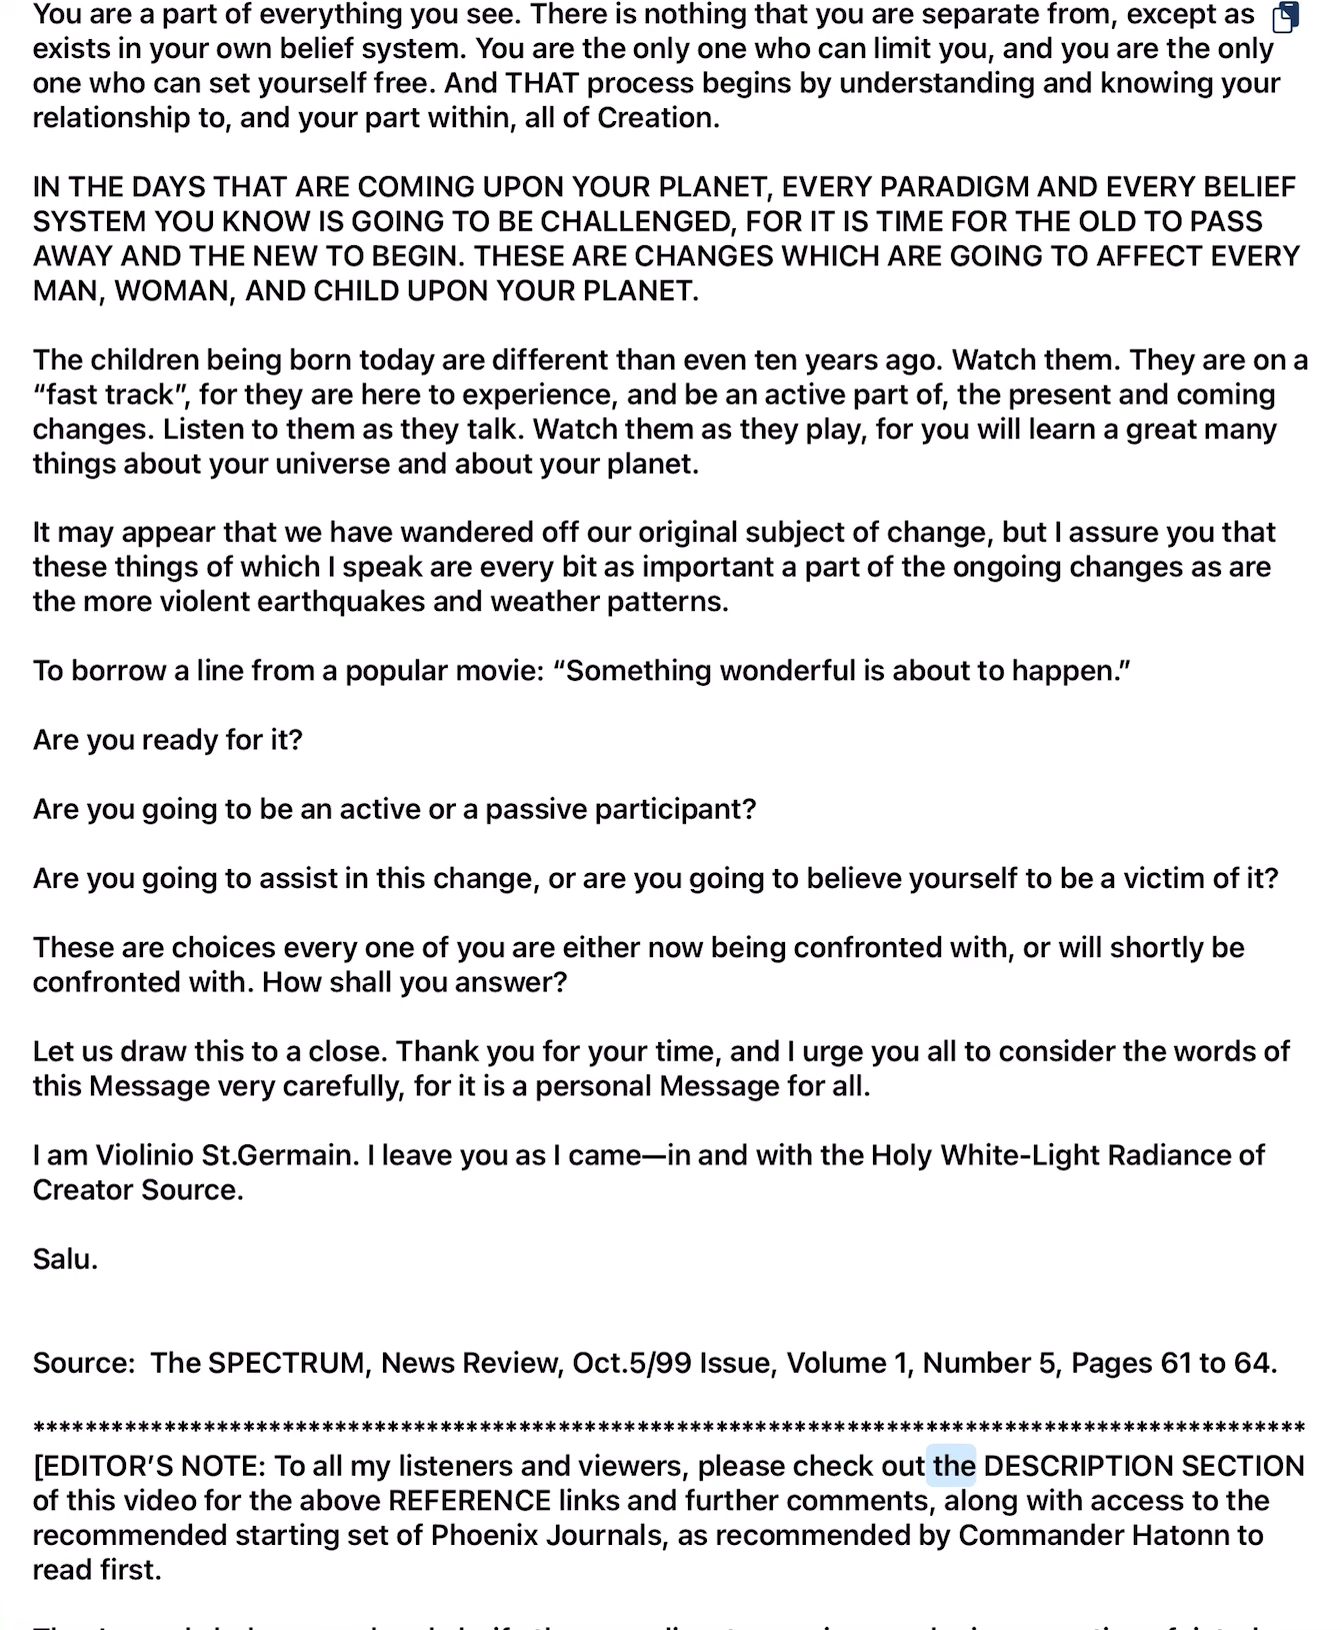 You are a part of everything you see. There is nothing that you are separate from, except as
exists in your own belief system. You are the only one who can limit you, and you are the only
one who can set yourself free. And THAT process begins by understanding and knowing your
relationship to, and your part within, all of Creation.
IN THE DAYS THAT ARE COMING UPON YOUR PLANET, EVERY PARADIGM AND EVERY BELIEF
SYSTEM YOU KNOW IS GOING TO BE CHALLENGED, FOR IT IS TIME FOR THE OLD TO PASS
AWAY AND THE NEW TO BEGIN. THESE ARE CHANGES WHICH ARE GOING TO AFFECT EVERY
MAN, WOMAN, AND CHILD UPON YOUR PLANET.
The children being born today are different than even ten years ago. Watch them. They are on a
“fast track”, for they are here to experience, and be an active part of, the present and coming
changes. Listen to them as they talk. Watch them as they play, for you will learn a great many
things about your universe and about your planet.
It may appear that we have wandered off our original subject of change, but I assure you that
these things of which I speak are every bit as important a part of the ongoing changes as are
the more violent earthquakes and weather patterns.
To borrow a line from a popular movie: “Something wonderful is about to happen.”
Are you ready for it?
Are you going to be an active or a passive participant?
Are you going to assist in this change, or are you going to believe yourself to be a victim of it?
These are choices every one of you are either now being confronted with, or will shortly be
confronted with. How shall you answer?
Let us draw this to a close. Thank you for your time, and I urge you all to consider the words of
this Message very carefully, for it is a personal Message for all.
I am Violinio St.Germain. I leave you as I came—in and with the Holy White-Light Radiance of
Creator Source.
Salu.
Source:  The SPECTRUM, News Review, Oct.5/99 Issue, Volume 1, Number 5, Pages 61 to 64.
****************************************************************************************************
[EDITOR’S NOTE: To all my listeners and viewers, please check out the DESCRIPTION SECTION
of this video for the above REFERENCE links and further comments, along with access to the
recommended starting set of Phoenix Journals, as recommended by Commander Hatonn to
read first.